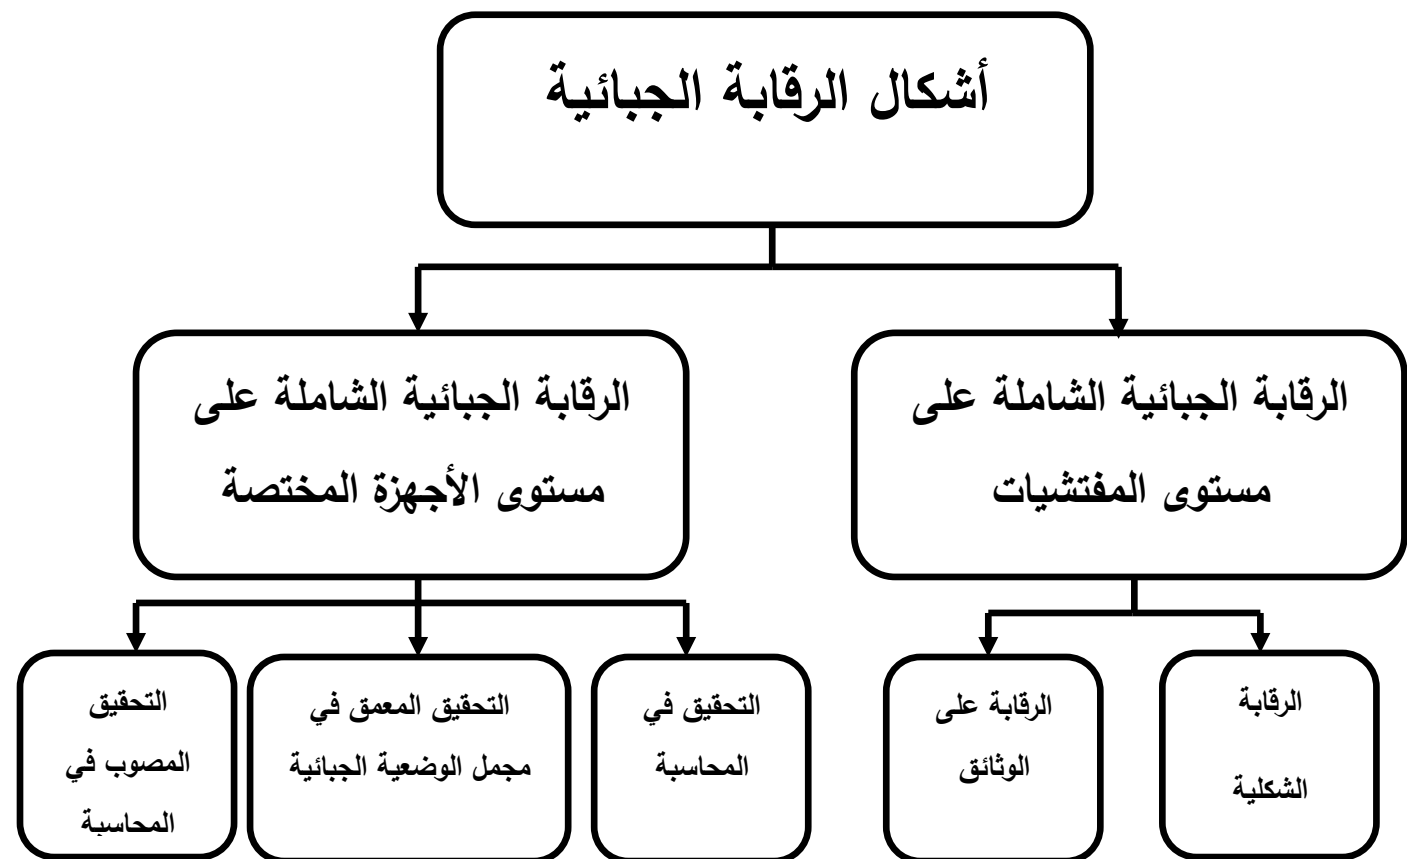 أشكال الرقابة الجبائية
الرقابة الجبائية الشاملة على
مستوى المفتشيات
الرقابة الجبائية الشاملة على
مستوى الأجهزة المختصة
الرقابة
الشكلية
الرقابة على
الوثائق
التحقيق في
المحاسبة
التحقيق المعمق في
مجمل الوضعية الجبائية
التحقيق
المصوب في
المحاسبة